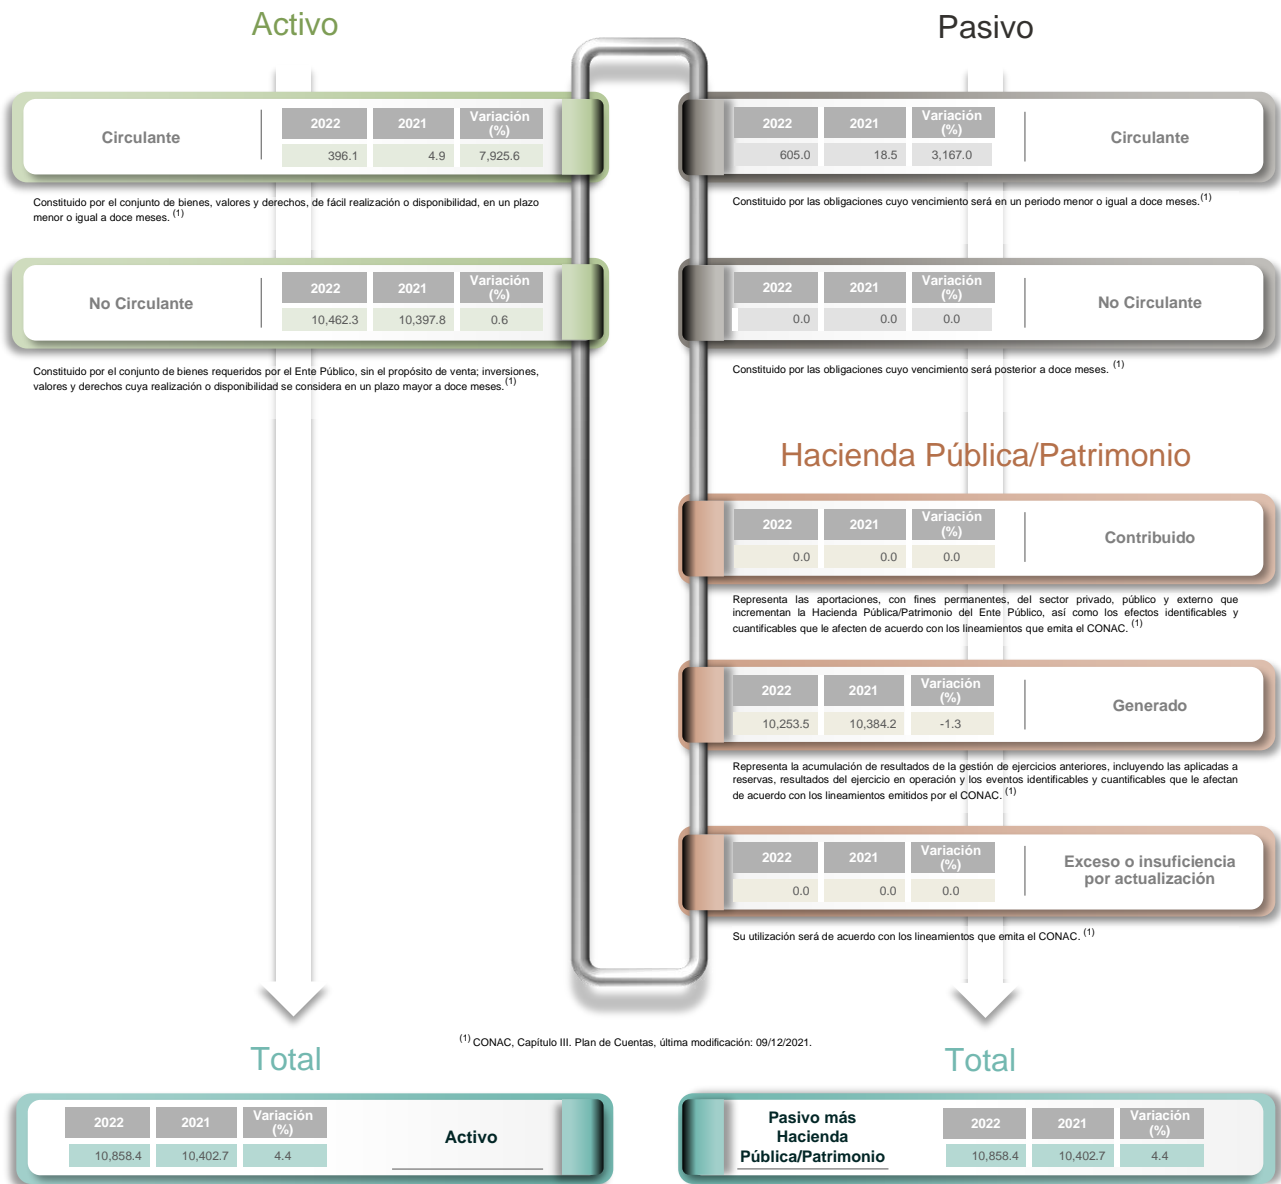 Activo
Circulante
2022 2021 Variación (%)
396.1 4.9 7,925.6
Constituido por el conjunto de bienes, valores y derechos, de fácil realización o disponibilidad, en un plazo
menor o igual a doce meses. (1)
No Circulante
2022 2021 Variación (%)
10,462.3 10,397.8 0.6
Constituido por el conjunto de bienes requeridos por el Ente Público, sin el propósito de venta; inversiones,
valores y derechos cuya realización o disponibilidad se considera en un plazo mayor a doce meses. (1)
Pasivo
2022 2021 Variación (%)
605.0 18.5 3,167.0
Circulante
Constituido por las obligaciones cuyo vencimiento será en un periodo menor o igual a doce meses. (1)
2022 2021 Variación (%)
0.0 0.0 0.0
No Circulante
Constituido por las obligaciones cuyo vencimiento será posterior a doce meses. (1)
Hacienda Pública/Patrimonio
2022 2021 Variación (%)
0.0 0.0 0.0
Contribuido
Representa las aportaciones, con fines permanentes, del sector privado, público y externo que
incrementan la Hacienda Pública/Patrimonio del Ente Público, así como los efectos identificables y
cuantificables que le afecten de acuerdo con los lineamientos que emita el CONAC. (1)
2022 2021 Variación (%)
10,253.5 10,384.2 -1.3
Generado
Representa la acumulación de resultados de la gestión de ejercicios anteriores, incluyendo las aplicadas a
reservas, resultados del ejercicio en operación y los eventos identificables y cuantificables que le afectan
de acuerdo con los lineamientos emitidos por el CONAC. (1)
2022 2021 Variación (%)
0.0 0.0 0.0
Exceso o insuficiencia
por actualización
Su utilización será de acuerdo con los lineamientos que emita el CONAC. (1)
(1) CONAC, Capítulo III. Plan de Cuentas, última modificación: 09/12/2021.
Total
2022 2021 Variación (%)
10,858.4 10,402.7 4.4
Activo
Total
Pasivo más
Hacienda
Pública/Patrimonio
2022 2021 Variación (%)
10,858.4 10,402.7 4.4